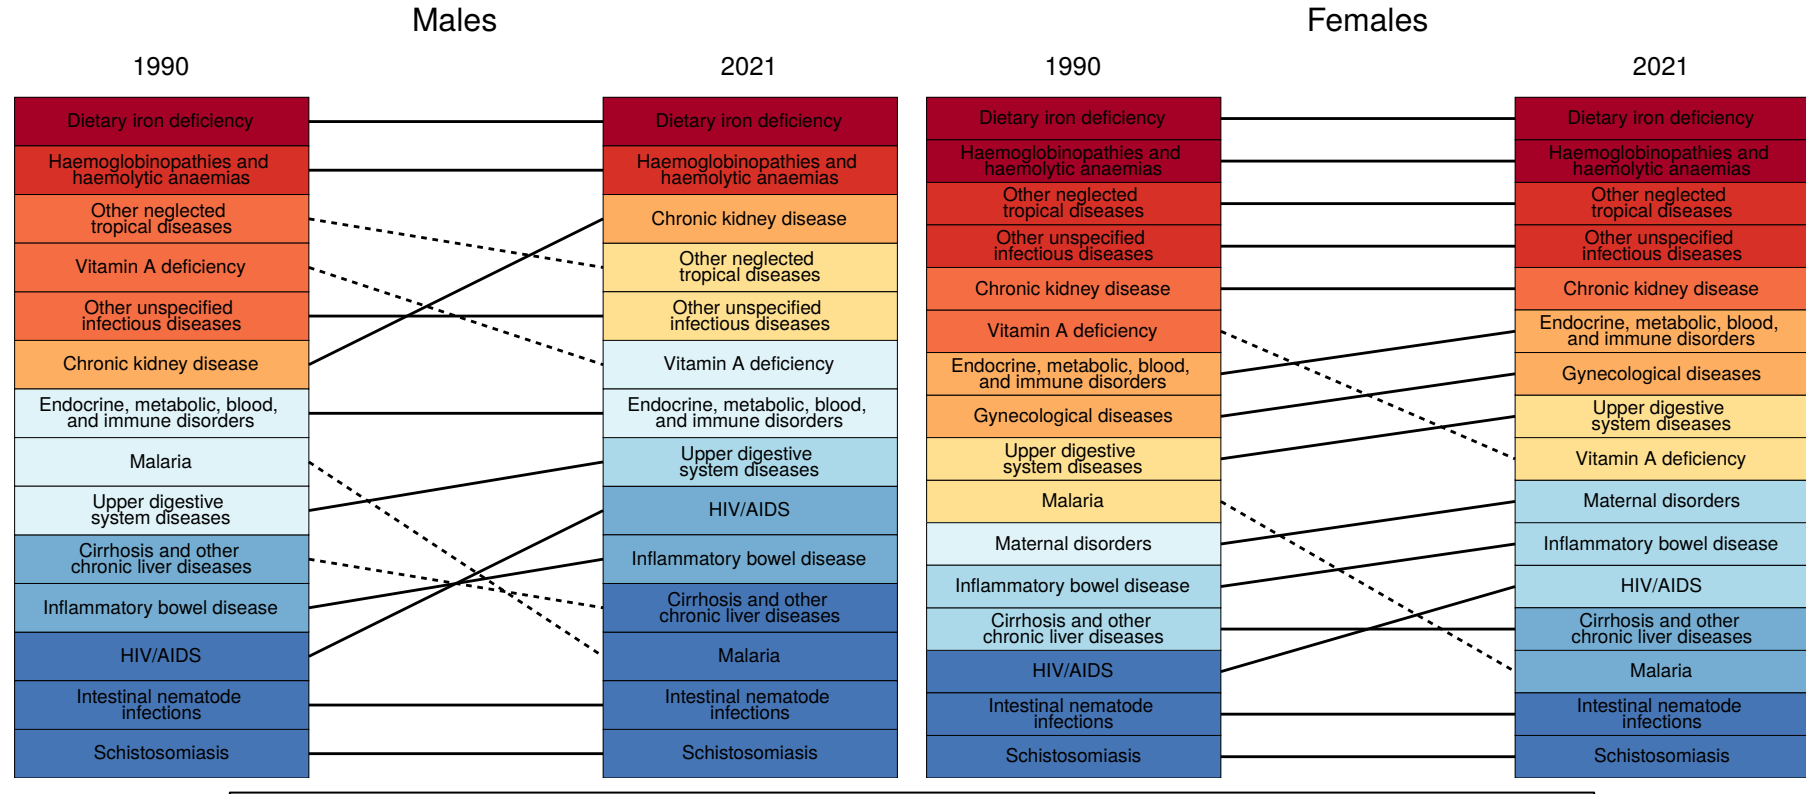 Males
1990
2021
Dietary iron deficiency
Haemoglobinopathies and
haemolytic anaemias
Other neglected
tropical diseases
Vitamin A deficiency
Other unspecified
infectious diseases
Chronic kidney disease
Endocrine, metabolic, blood,
and immune disorders
Malaria
Upper digestive
system diseases
Cirrhosis and other
chronic liver diseases
Inflammatory bowel disease
HIV/AIDS
Intestinal nematode
infections
Schistosomiasis
Dietary iron deficiency
Haemoglobinopathies and
haemolytic anaemias
Chronic kidney disease
Other neglected
tropical diseases
Other unspecified
infectious diseases
Vitamin A deficiency
Endocrine, metabolic, blood,
and immune disorders
Upper digestive
system diseases
HIV/AIDS
Inflammatory bowel disease
Cirrhosis and other
chronic liver diseases
Malaria
Intestinal nematode
infections
Schistosomiasis
Females
1990
2021
Dietary iron deficiency
Haemoglobinopathies and
haemolytic anaemias
Other neglected
tropical diseases
Other unspecified
infectious diseases
Chronic kidney disease
Vitamin A deficiency
Endocrine, metabolic, blood,
and immune disorders
Gynecological diseases
Upper digestive
system diseases
Malaria
Maternal disorders
Inflammatory bowel disease
Cirrhosis and other
chronic liver diseases
HIV/AIDS
Intestinal nematode
infections
Schistosomiasis
Dietary iron deficiency
Haemoglobinopathies and
haemolytic anaemias
Other neglected
tropical diseases
Other unspecified
infectious diseases
Chronic kidney disease
Endocrine, metabolic, blood,
and immune disorders
Gynecological diseases
Upper digestive
system diseases
Vitamin A deficiency
Maternal disorders
Inflammatory bowel disease
HIV/AIDS
Cirrhosis and other
chronic liver diseases
Malaria
Intestinal nematode
infections
Schistosomiasis